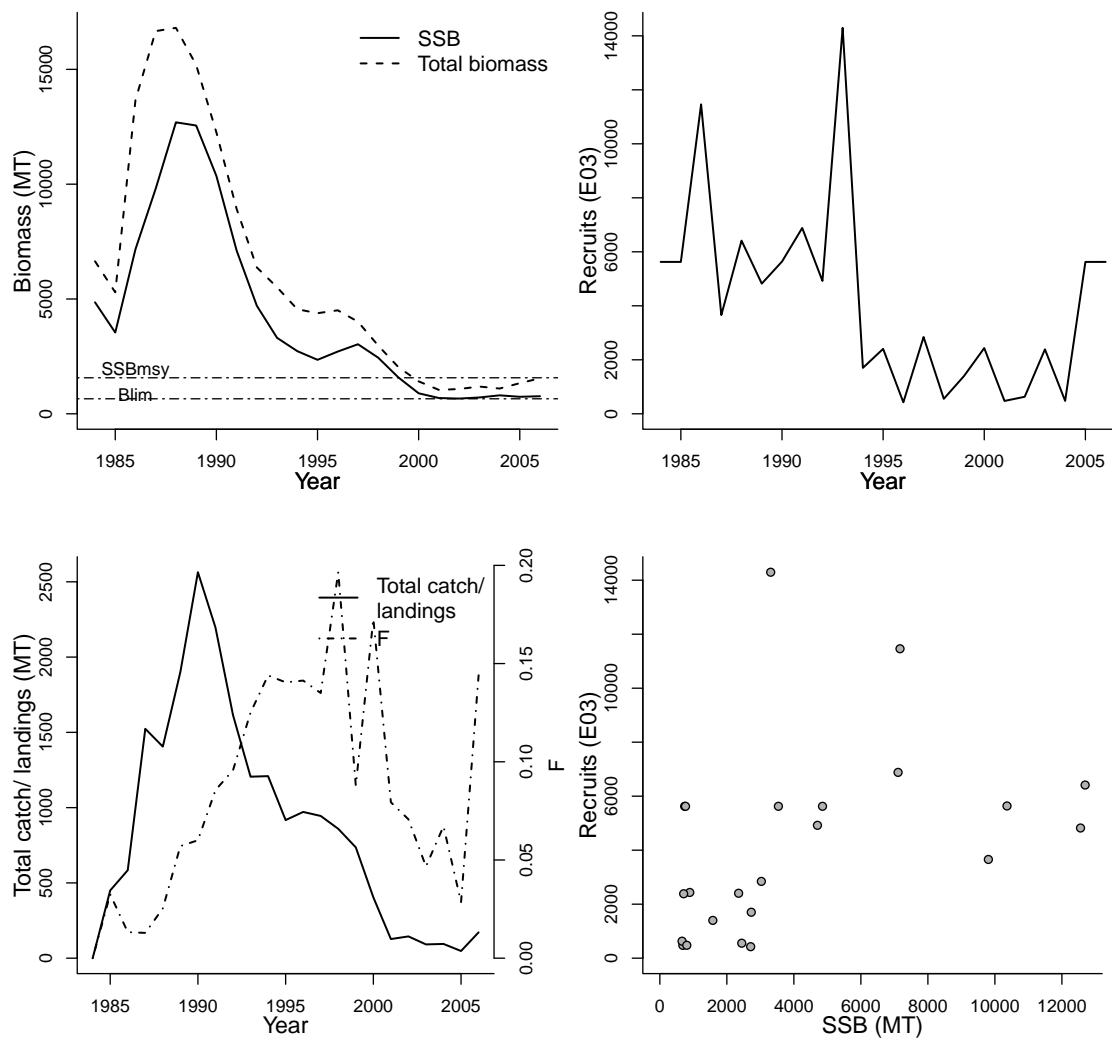 SSB
Total biomass
SSBmsy
Blim
Biomass (MT)
0
5000
10000
15000
1985
1990
1995
2000
2005
Year
Recruits (E03)
0
2000
6000
10000
14000
1985
1990
1995
2000
2005
Year
Total catch/
landings
F
Total catch/ landings (MT)
0
500
1000
1500
2000
2500
0.00
0.05
0.10
0.15
0.20
F
1985
1990
1995
2000
2005
Year
Recruits (E03)
0
2000
6000
10000
14000
0
2000
4000
6000
8000
10000
12000
SSB (MT)